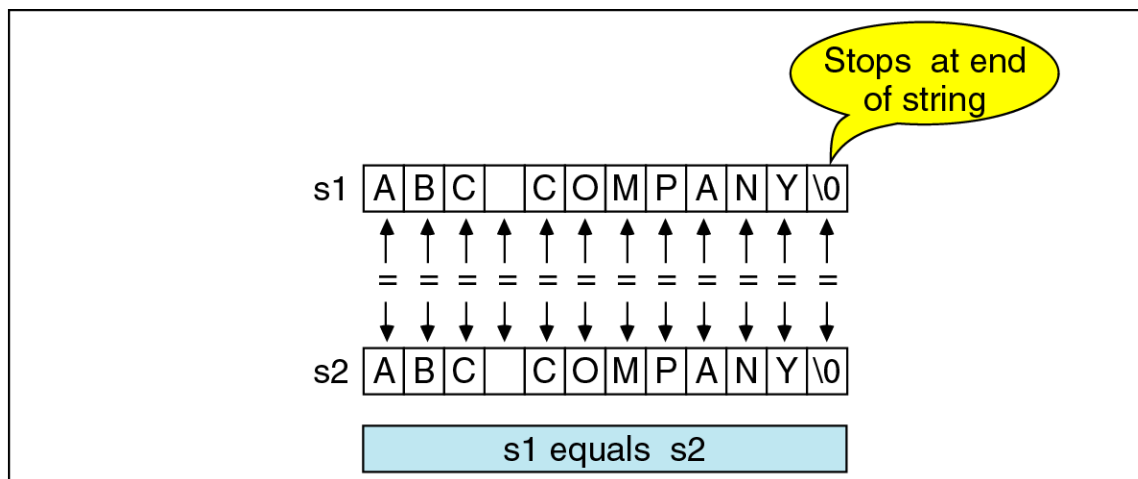 Stops at end
of string
s1 A B C C O M P A N Y \0
= = = = = = = = = = = =
s2 A B C C O M P A N Y \0
s1 equals s2